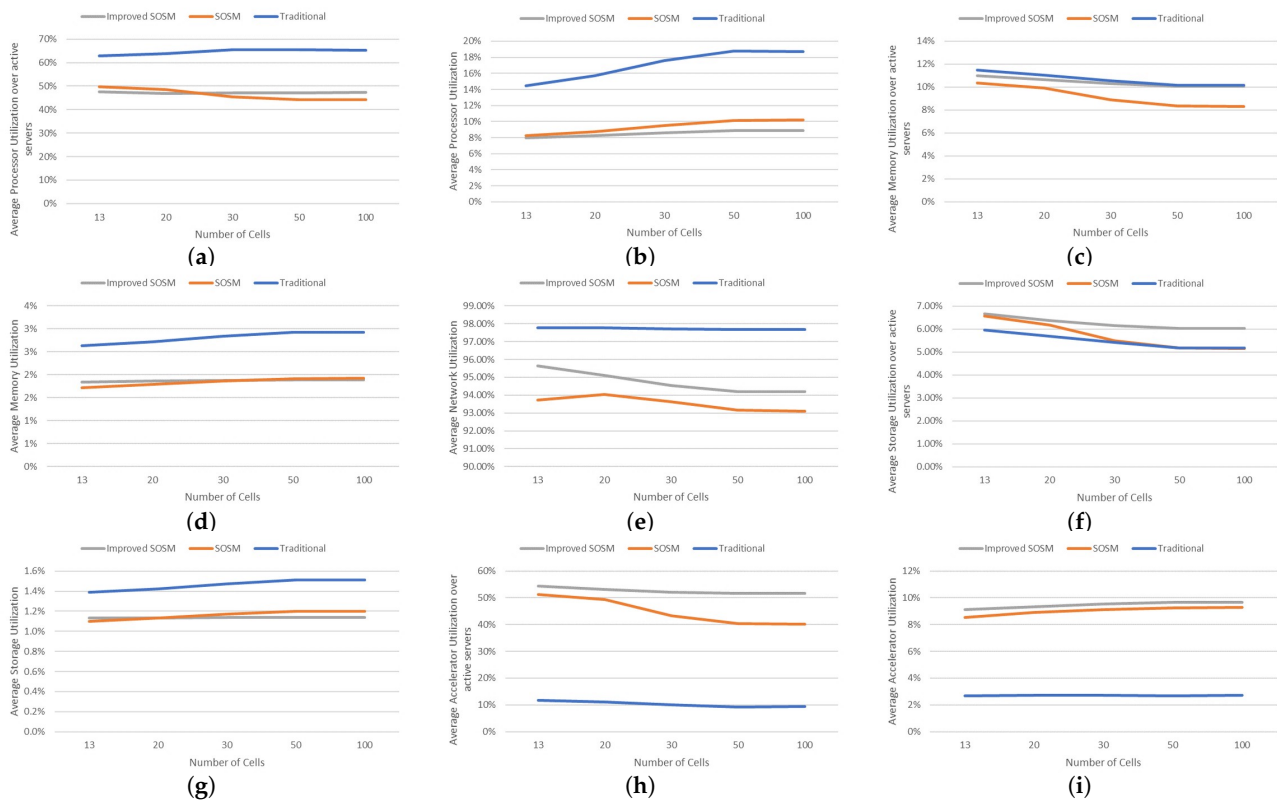 Improved SOSM SOSM Traditional
Average Processor Utilization over active
servers
70%
60%
50%
40%
30%
20%
10%
0%
13 20 30 50 100
Number of Cells
(a)
Improved SOSM SOSM Traditional
Average Processor Utilization
20%
18%
16%
14%
12%
10%
8%
6%
4%
2%
0%
13 20 30 50 100
Number of Cells
(b)
Improved SOSM SOSM Traditional
Average Memory Utilization over active
servers
14%
12%
10%
8%
6%
4%
2%
0%
13 20 30 50 100
Number of Cells
(c)
Improved SOSM SOSM Traditional
Average Memory Utilization
4%
3%
3%
2%
2%
1%
1%
0%
13 20 30 50 100
Number of Cells
(d)
Improved SOSM SOSM Traditional
Average Network Utilization
99.00%
98.00%
97.00%
96.00%
95.00%
94.00%
93.00%
92.00%
91.00%
90.00%
13 20 30 50 100
Number of Cells
(e)
Improved SOSM SOSM Traditional
Average Storage Utilization over active
servers
7.00%
6.00%
5.00%
4.00%
3.00%
2.00%
1.00%
0.00%
13 20 30 50 100
Number of Cells
(f)
Improved SOSM SOSM Traditional
Average Storage Utilization
1.6%
1.4%
1.2%
1.0%
0.8%
0.6%
0.4%
0.2%
0.0%
13 20 30 50 100
Number of Cells
(g)
Improved SOSM SOSM Traditional
Average Accelerator Utilization over
active servers
60%
50%
40%
30%
20%
10%
0%
13 20 30 50 100
Number of Cells
(h)
Improved SOSM SOSM Traditional
Average Accelerator Utilization
12%
10%
8%
6%
4%
2%
0%
13 20 30 50 100
Number of Cells
(i)